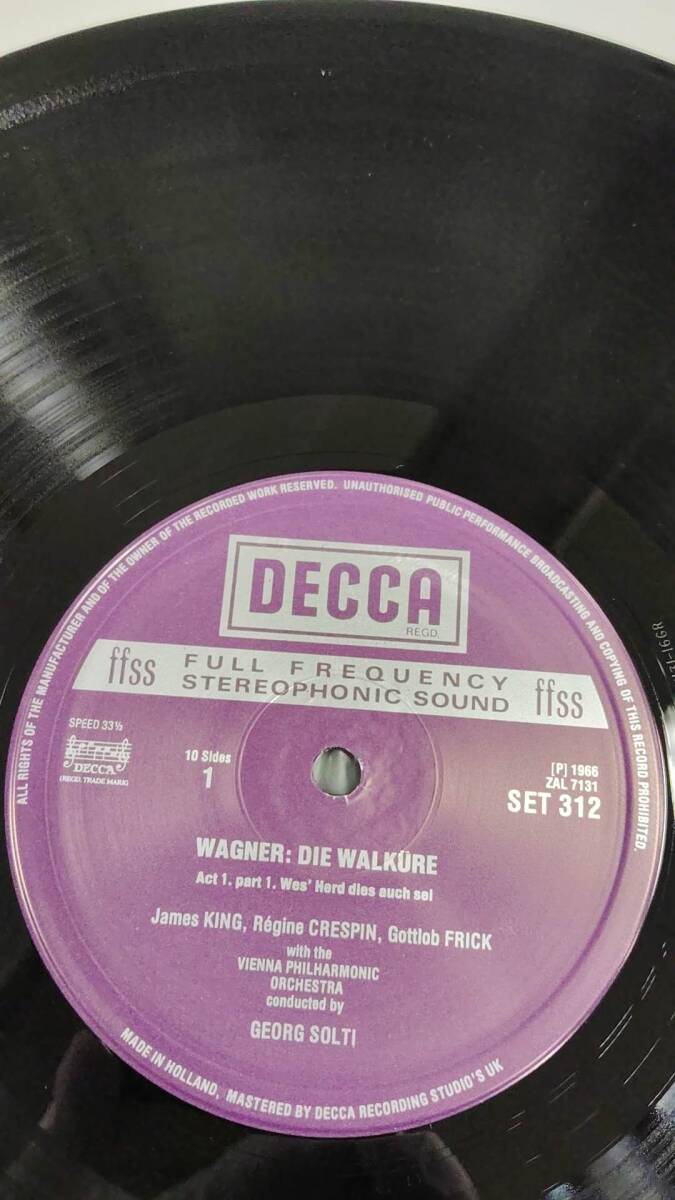 ALL RIGHTS OF THE MANUFACTURER AND OF THE OWNER OF THE RECORDED WORK RESERVED. UNAUTHORISED PUBLIC PERFORMANCE BROADCASTING AND COPYING OF THIS RECORD PROHIBITED.
DECCA
REGD.
ffss FULL FREQUENCY STEREOPHONIC SOUND ffss
SPEED 33⅓
DECCA
(REGD. TRADE MARK)
10 Sides
1
[P] 1966
ZAL 7131
SET 312
WAGNER: DIE WALKÜRE
Act 1, part 1. Wes' Herd dies auch sei
James KING, Régine CRESPIN, Gottlob FRICK
with the
VIENNA PHILHARMONIC
ORCHESTRA
conducted by
GEORG SOLTI
MADE IN HOLLAND, MASTERED BY DECCA RECORDING STUDIO'S UK